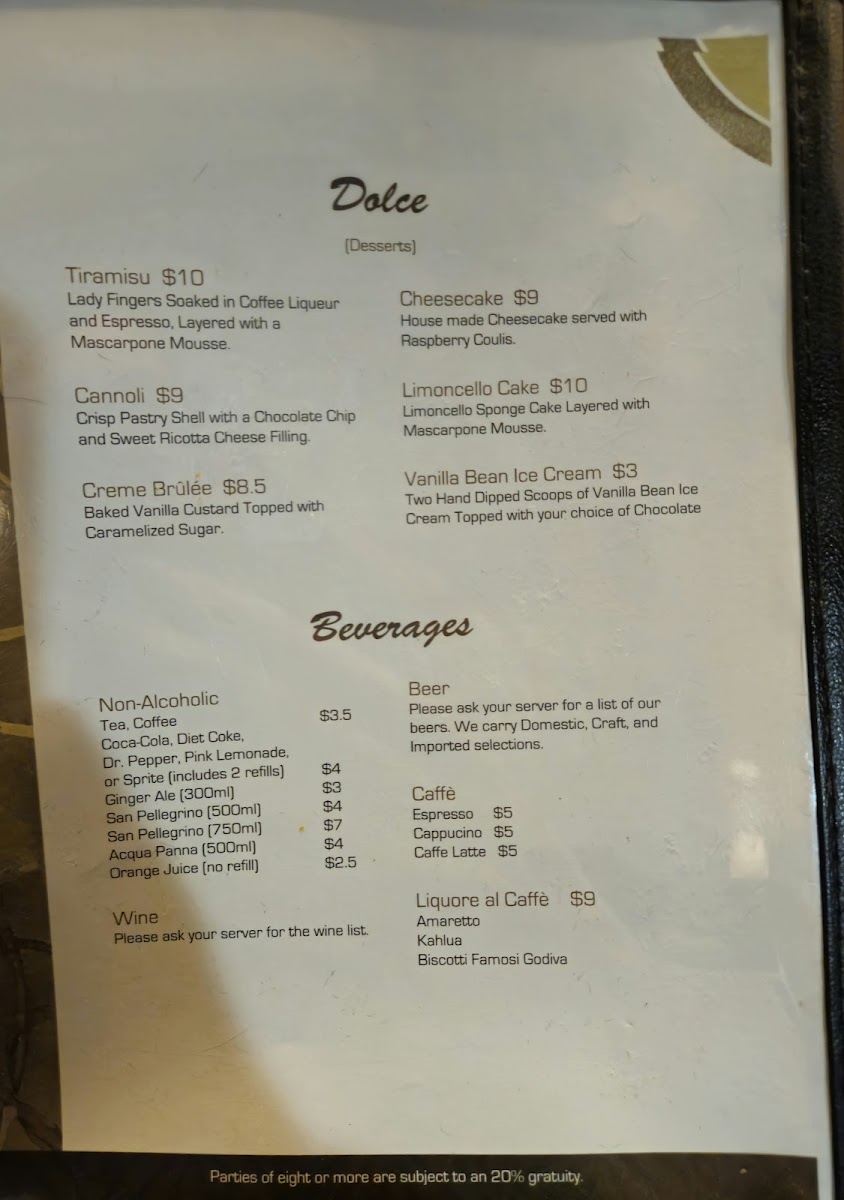 Dolce
(Desserts)
Tiramisu $10
Lady Fingers Soaked in Coffee Liqueur
and Espresso, Layered with a
Mascarpone Mousse.
Cannoli $9
Crisp Pastry Shell with a Chocolate Chip
and Sweet Ricotta Cheese Filling.
Creme Brûlée $8.5
Baked Vanilla Custard Topped with
Caramelized Sugar.
Cheesecake $9
House made Cheesecake served with
Raspberry Coulis.
Limoncello Cake $10
Limoncello Sponge Cake Layered with
Mascarpone Mousse.
Vanilla Bean Ice Cream $3
Two Hand Dipped Scoops of Vanilla Bean Ice
Cream Topped with your choice of Chocolate
Beverages
Non-Alcoholic
Tea, Coffee $3.5
Coca-Cola, Diet Coke,
Dr. Pepper, Pink Lemonade,
or Sprite (includes 2 refills) $4
Ginger Ale (300ml) $3
San Pellegrino (500ml) $4
San Pellegrino (750ml) $7
Acqua Panna (500ml) $4
Orange Juice (no refill) $2.5
Wine
Please ask your server for the wine list.
Beer
Please ask your server for a list of our
beers. We carry Domestic, Craft, and
Imported selections.
Caffè
Espresso $5
Cappucino $5
Caffe Latte $5
Liquore al Caffè $9
Amaretto
Kahlua
Biscotti Famosi Godiva
Parties of eight or more are subject to an 20% gratuity.